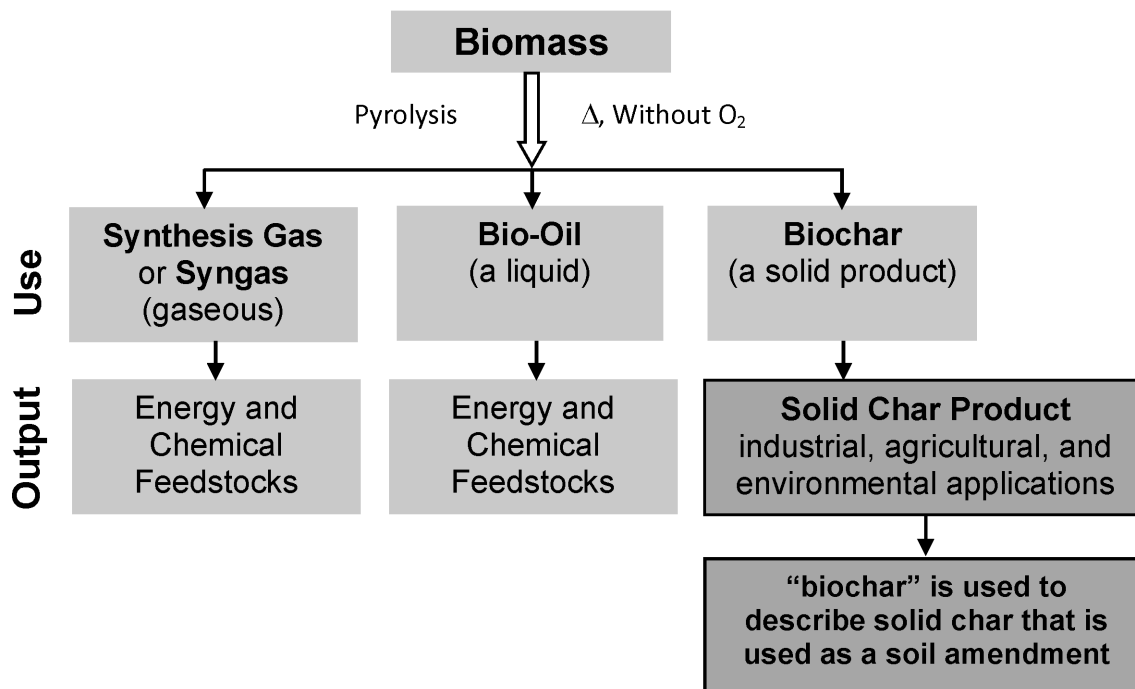 Biomass
Pyrolysis
Δ, Without O₂
Use
Synthesis Gas
or Syngas
(gaseous)
Bio-Oil
(a liquid)
Biochar
(a solid product)
Output
Energy and
Chemical
Feedstocks
Energy and
Chemical
Feedstocks
Solid Char Product
industrial, agricultural, and
environmental applications
“biochar” is used to
describe solid char that is
used as a soil amendment